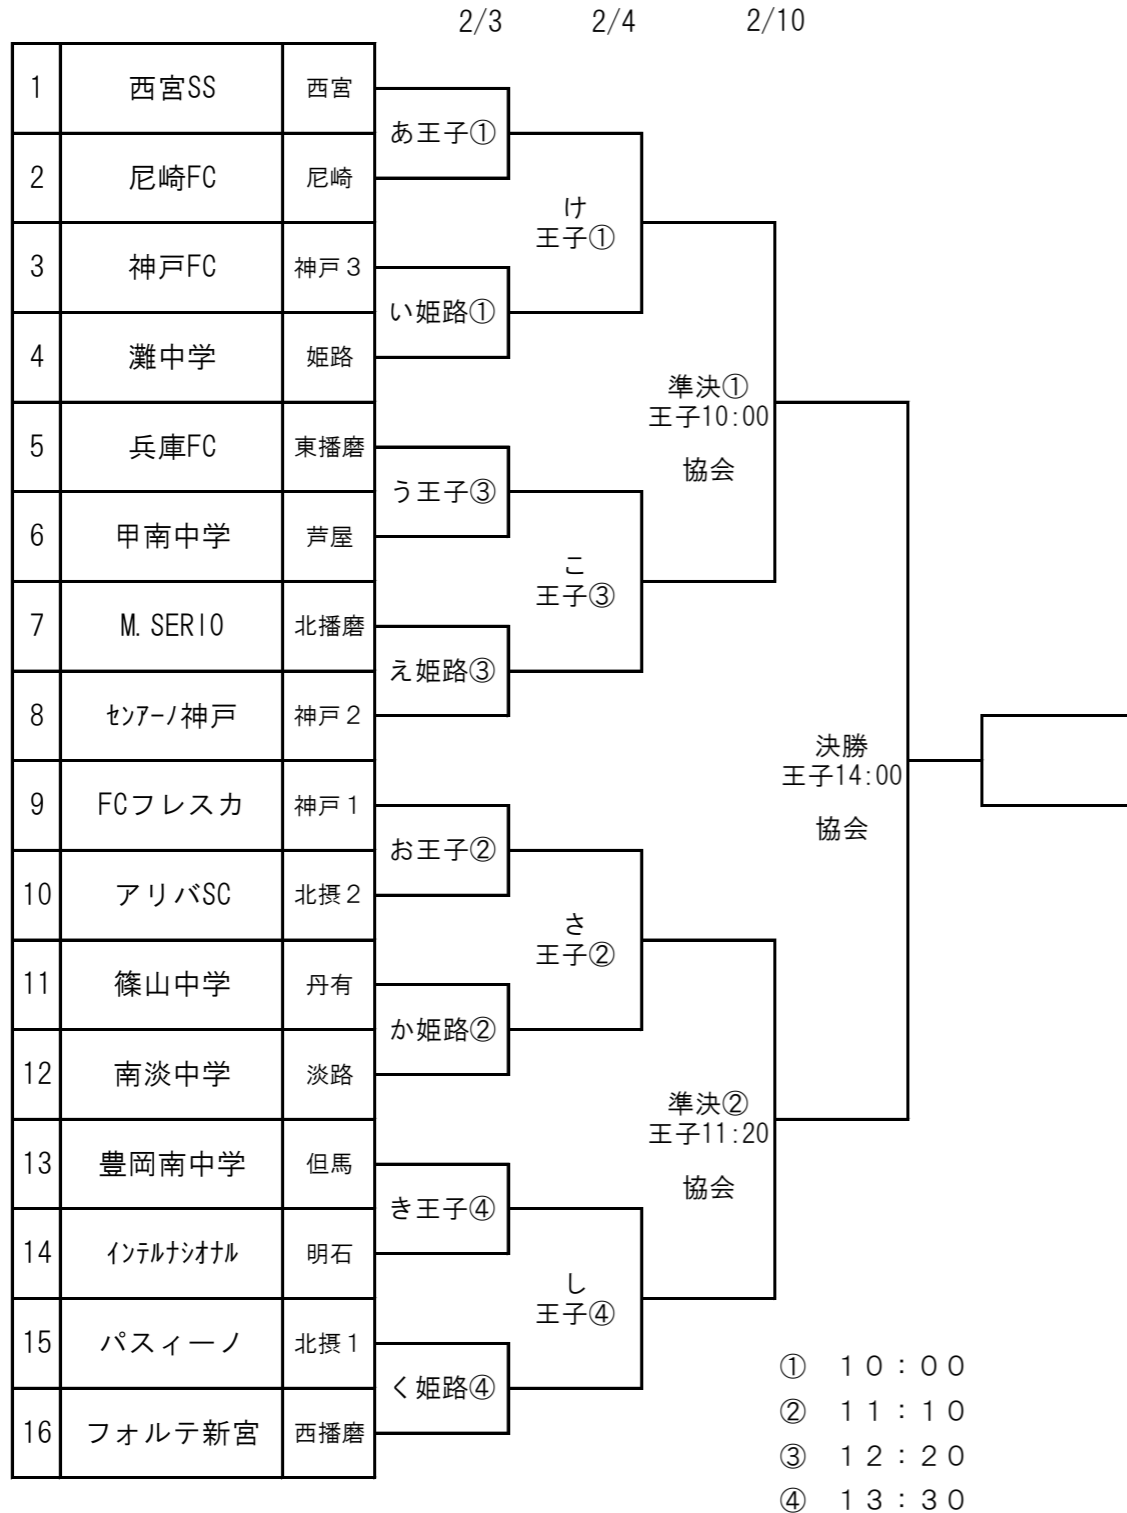 2/3 2/4 2/10
1 西宮SS 西宮
あ王子①
2 尼崎FC 尼崎
け
王子①
3 神戸FC 神戸３
い姫路①
4 灘中学 姫路
準決①
王子10:00
協会
5 兵庫FC 東播磨
う王子③
6 甲南中学 芦屋
こ
王子③
7 M.SERIO 北播磨
え姫路③
8 ｾﾝｱｰﾉ神戸 神戸２
決勝
王子14:00
協会
9 FCフレスカ 神戸１
お王子②
10 アリバSC 北摂２
さ
王子②
11 篠山中学 丹有
か姫路②
12 南淡中学 淡路
準決②
王子11:20
協会
13 豊岡南中学 但馬
き王子④
14 ｲﾝﾃﾙﾅｼｵﾅﾙ 明石
し
王子④
15 パスィーノ 北摂１
く姫路④
16 フォルテ新宮 西播磨
① １０：００
② １１：１０
③ １２：２０
④ １３：３０